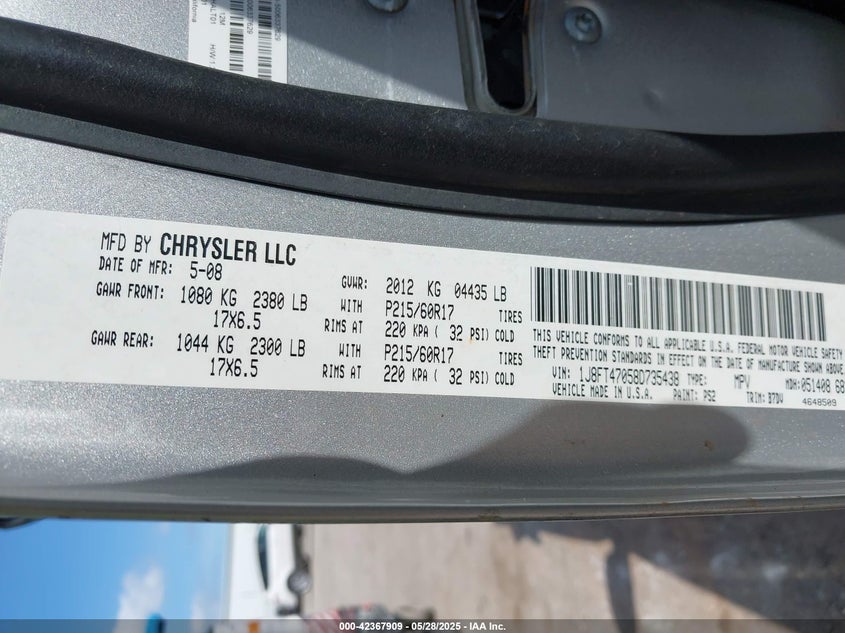 MFD BY CHRYSLER LLC
DATE OF MFR: 5-08 GVWR: 2012 KG 04435 LB
GAWR FRONT: 1080 KG 2380 LB WITH P215/60R17 TIRES
17X6.5 RIMS AT 220 KPA ( 32 PSI) COLD
GAWR REAR: 1044 KG 2300 LB WITH P215/60R17 TIRES
17X6.5 RIMS AT 220 KPA ( 32 PSI) COLD
THIS VEHICLE CONFORMS TO ALL APPLICABLE U.S.A. FEDERAL MOTOR VEHICLE SAFETY
THEFT PREVENTION STANDARDS IN EFFECT ON THE DATE OF MANUFACTURE SHOWN ABOVE.
VIN: 1J8FT47058D735438 TYPE: MPV MDH: 051408 68
VEHICLE MADE IN U.S.A. PAINT: PS2 TRIM: B7DV 4648509
000-42367909 | 05/28/2025 - IAA Inc.